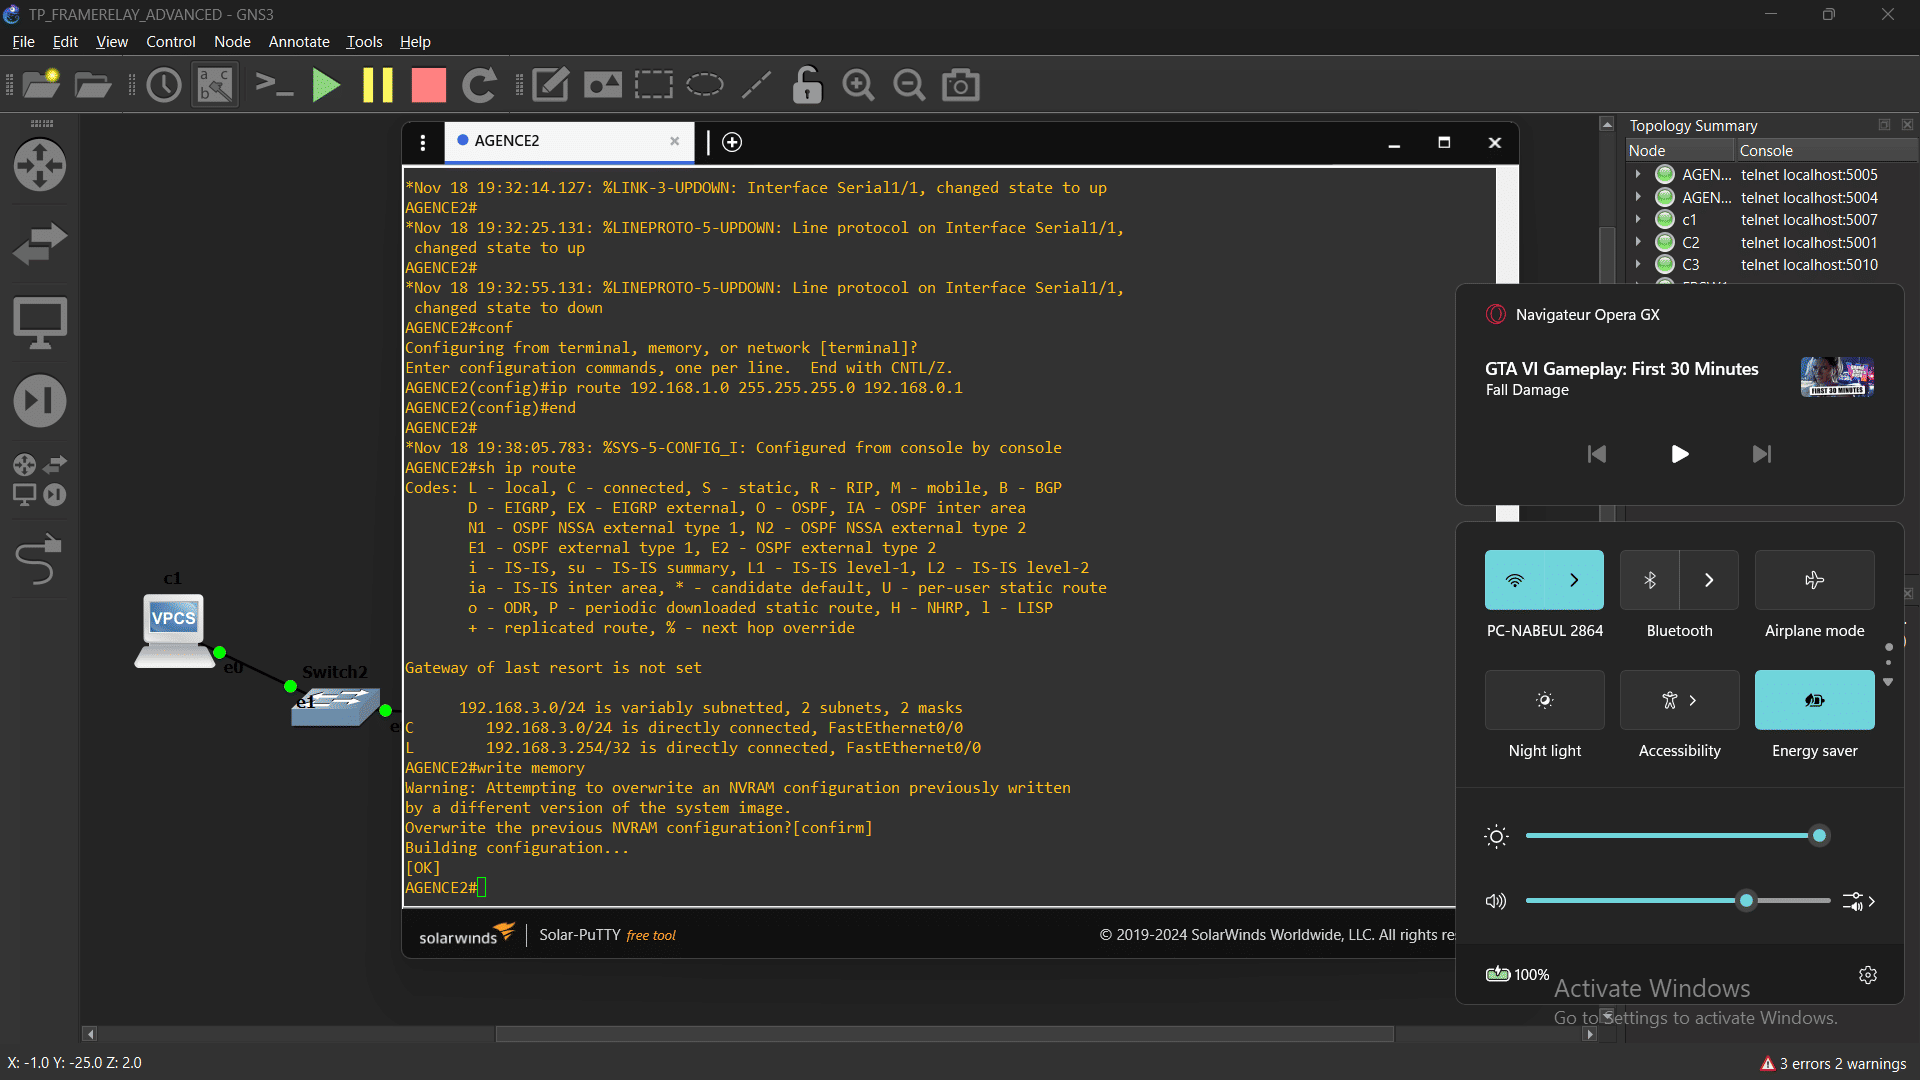 TP_FRAMERELAY_ADVANCED - GNS3
File Edit View Control Node Annotate Tools Help
AGENCE2
*Nov 18 19:32:14.127: %LINK-3-UPDOWN: Interface Serial1/1, changed state to up
AGENCE2#
*Nov 18 19:32:25.131: %LINEPROTO-5-UPDOWN: Line protocol on Interface Serial1/1,
changed state to up
AGENCE2#
*Nov 18 19:32:55.131: %LINEPROTO-5-UPDOWN: Line protocol on Interface Serial1/1,
changed state to down
AGENCE2#conf
Configuring from terminal, memory, or network [terminal]?
Enter configuration commands, one per line.  End with CNTL/Z.
AGENCE2(config)#ip route 192.168.1.0 255.255.255.0 192.168.0.1
AGENCE2(config)#end
AGENCE2#
*Nov 18 19:38:05.783: %SYS-5-CONFIG_I: Configured from console by console
AGENCE2#sh ip route
Codes: L - local, C - connected, S - static, R - RIP, M - mobile, B - BGP
D - EIGRP, EX - EIGRP external, O - OSPF, IA - OSPF inter area
N1 - OSPF NSSA external type 1, N2 - OSPF NSSA external type 2
E1 - OSPF external type 1, E2 - OSPF external type 2
i - IS-IS, su - IS-IS summary, L1 - IS-IS level-1, L2 - IS-IS level-2
ia - IS-IS inter area, * - candidate default, U - per-user static route
o - ODR, P - periodic downloaded static route, H - NHRP, l - LISP
+ - replicated route, % - next hop override
Gateway of last resort is not set
192.168.3.0/24 is variably subnetted, 2 subnets, 2 masks
C        192.168.3.0/24 is directly connected, FastEthernet0/0
L        192.168.3.254/32 is directly connected, FastEthernet0/0
AGENCE2#write memory
Warning: Attempting to overwrite an NVRAM configuration previously written
by a different version of the system image.
Overwrite the previous NVRAM configuration?[confirm]
Building configuration...
[OK]
AGENCE2#
solarwinds
Solar-PuTTY free tool
© 2019-2024 SolarWinds Worldwide, LLC. All rights re
c1
VPCS
e0
Switch2
e1
Topology Summary
Node Console
AGEN... telnet localhost:5005
AGEN... telnet localhost:5004
c1 telnet localhost:5007
C2 telnet localhost:5001
C3 telnet localhost:5010
Navigateur Opera GX
GTA VI Gameplay: First 30 Minutes
Fall Damage
FIRST 30 MINUTES
PC-NABEUL 2864
Bluetooth
Airplane mode
Night light
Accessibility
Energy saver
100%
Activate Windows
Go to Settings to activate Windows.
X: -1.0 Y: -25.0 Z: 2.0
3 errors 2 warnings